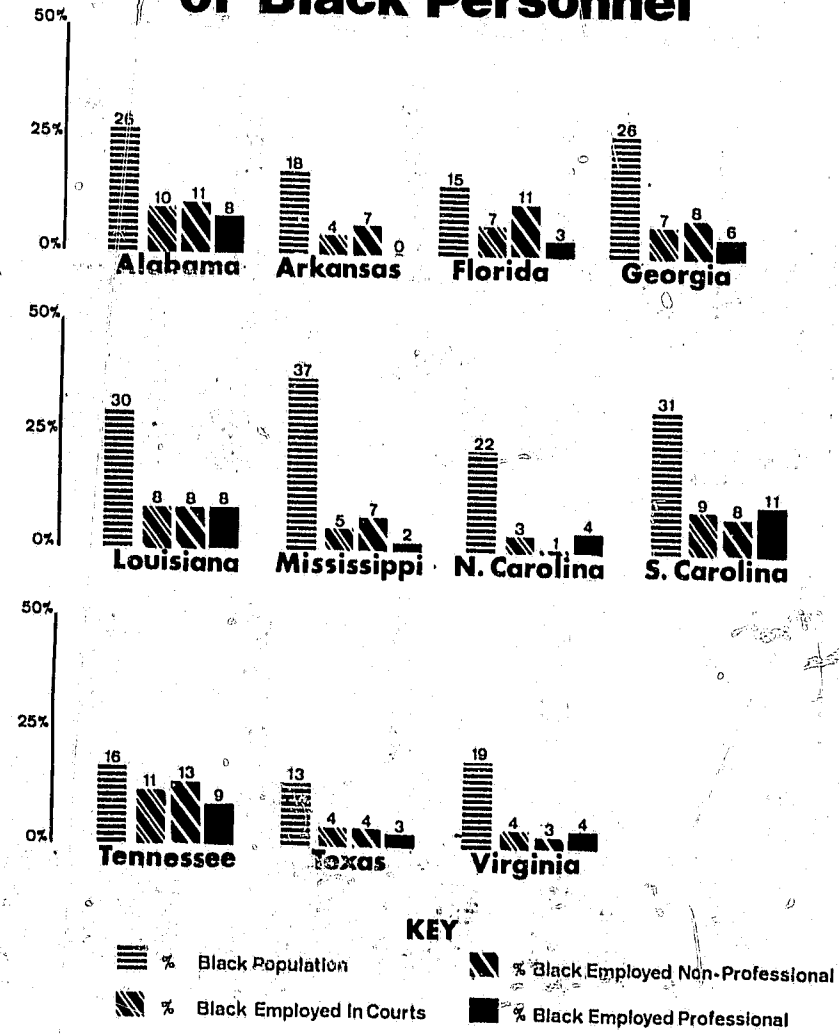 of Black Personnel
50%
25%
0%
26 10 11 8
18 4 7 0
15 7 11 3
26 7 8 6
Alabama Arkansas Florida Georgia
50%
25%
0%
30 8 8 8
37 5 7 2
22 3 1 4
31 9 8 11
Louisiana Mississippi N. Carolina S. Carolina
50%
25%
0%
16 11 13 9
13 4 4 3
19 4 3 4
Tennessee Texas Virginia
KEY
% Black Population
% Black Employed In Courts
% Black Employed Non-Professional
% Black Employed Professional